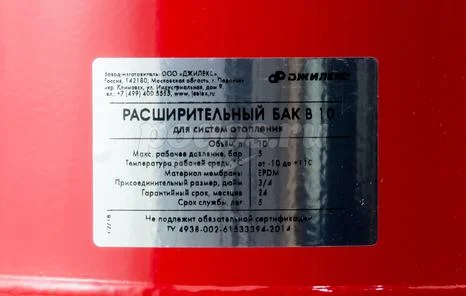 Завод-изготовитель ООО «ДЖИЛЕКС»
Россия, 142180, Московская область, г. Подольск
мкр. Климовск, ул. Индустриальная, д. 9
тел.: +7 (499) 400 5553, www.jeelex.ru
ДЖИЛЕКС
РАСШИРИТЕЛЬНЫЙ БАК В 10
для систем отопления
Объём, л 10
Макс. рабочее давление, бар 5
Температура рабочей среды, °С от -10 до +110
Материал мембраны EPDM
Присоединительный размер, дюйм 3/4
Гарантийный срок, месяцев 24
Срок службы, лет 5
Не подлежит обязательной сертификации
ТУ 4938-002-61533394-2014